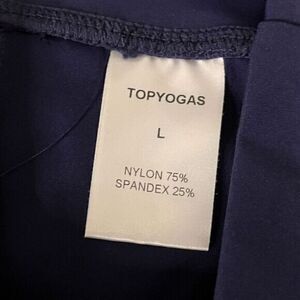 TOPYOGAS
L
NYLON 75%
SPANDEX 25%